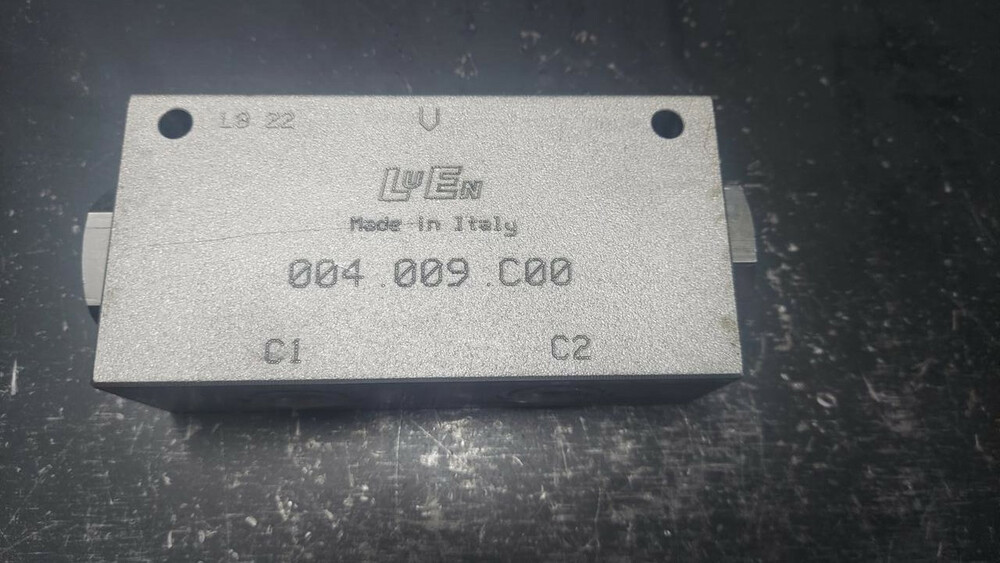 L9 22
V
LuEn
Made in Italy
004.009.C00
C1 C2